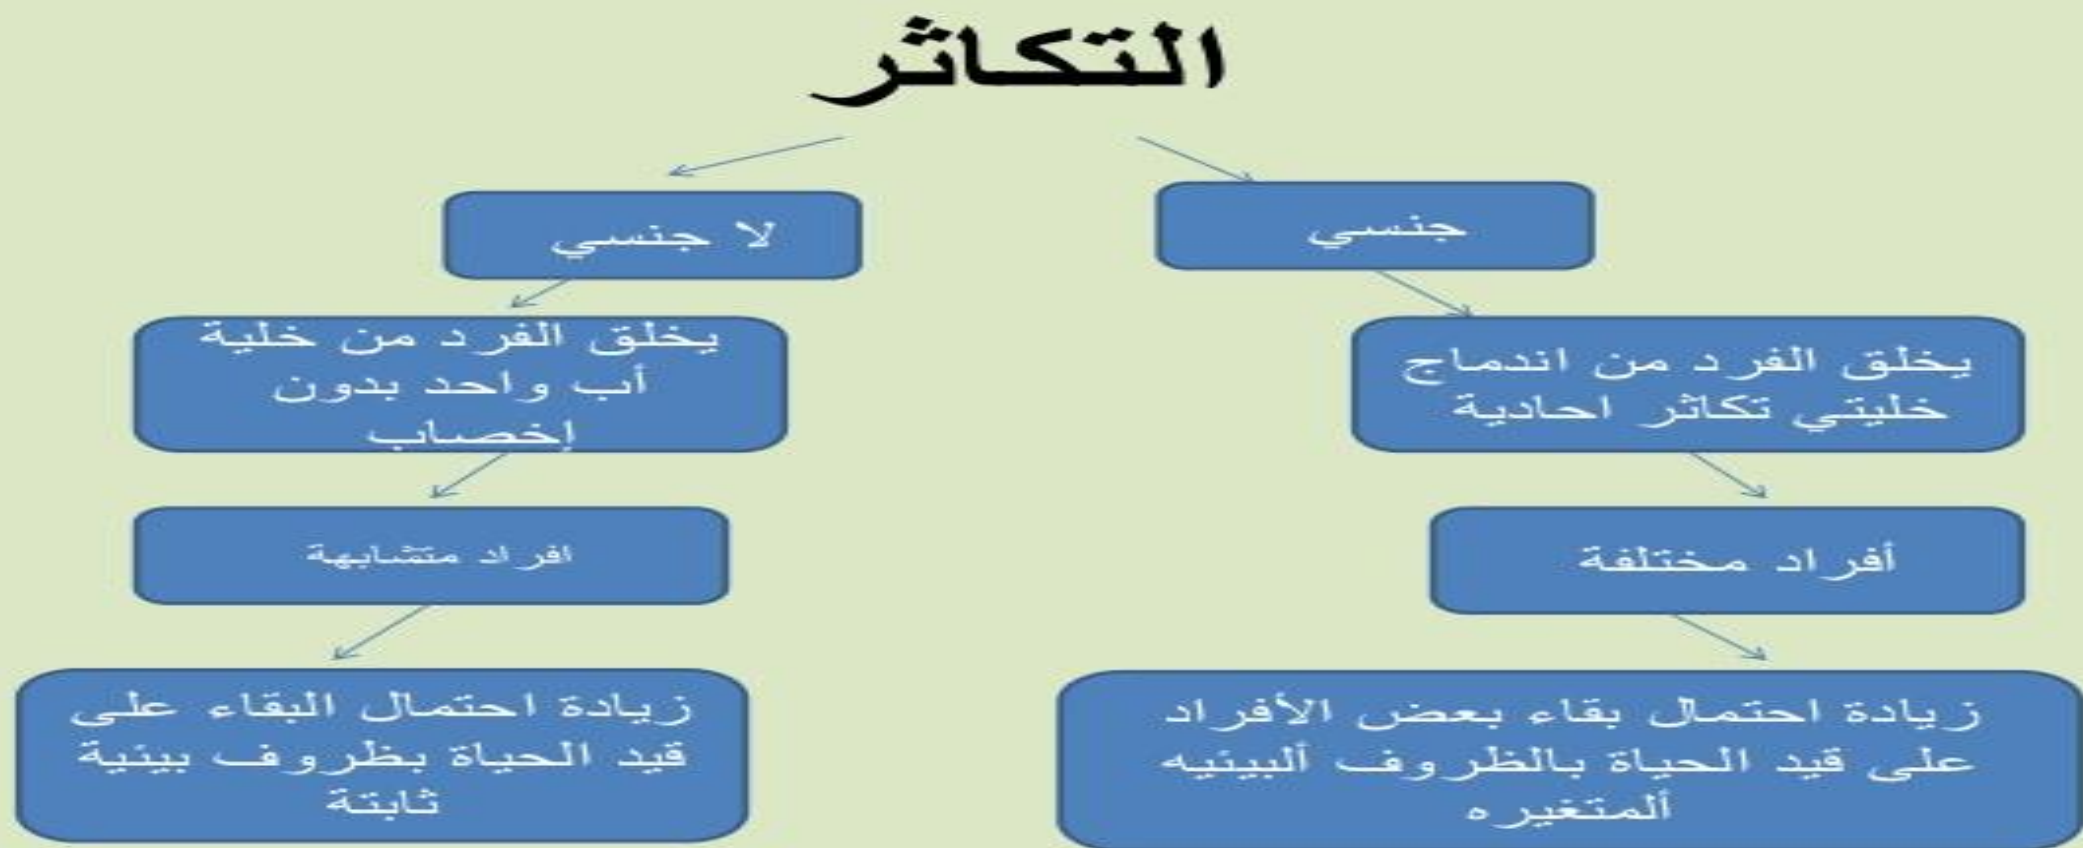 التكاثر
جنسي
لا جنسي
يخلق الفرد من اندماج
خليتي تكاثر احادية
يخلق الفرد من خلية
أب واحد بدون
إخصاب
أفراد مختلفة
افراد متشابهة
زيادة احتمال بقاء بعض الأفراد
على قيد الحياة بالظروف ألبيئيه
ألمتغيره
زيادة احتمال البقاء على
قيد الحياة بظروف بيئية
ثابتة